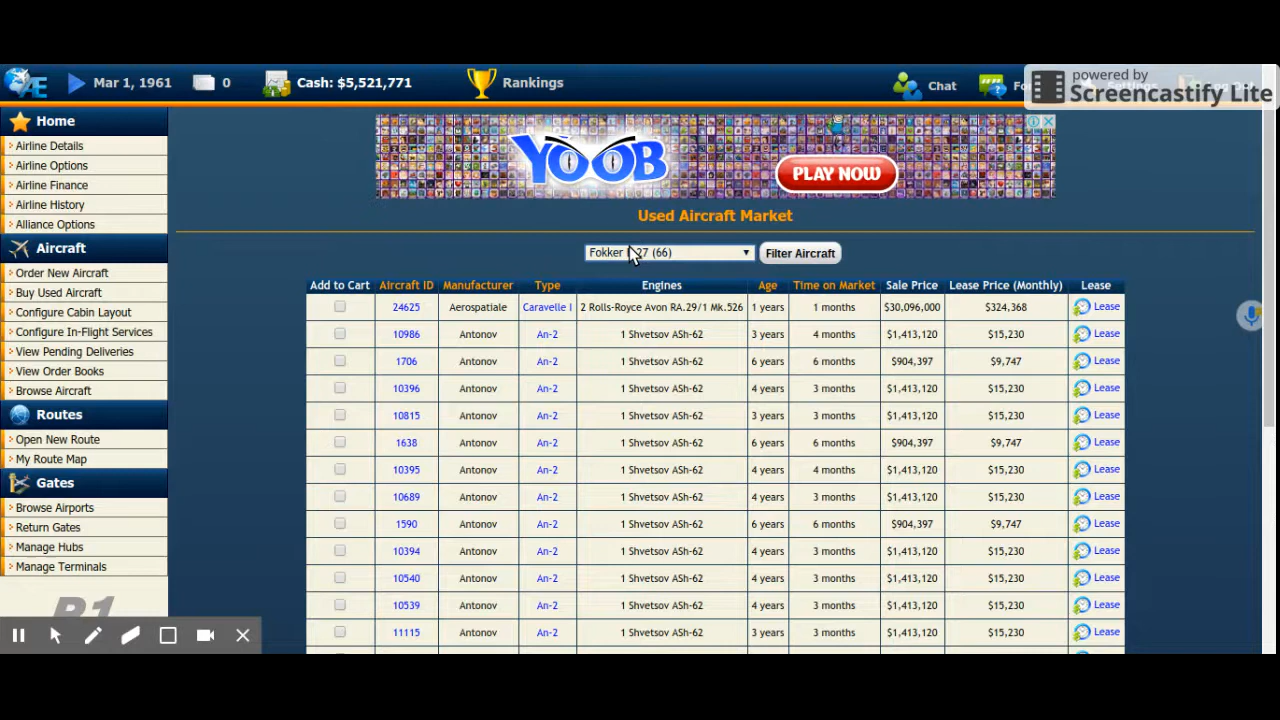 Mar 1, 1961 0 Cash: $5,521,771 Rankings Chat
powered by
Screencastify Lite
Home
Airline Details
Airline Options
Airline Finance
Airline History
Alliance Options
Aircraft
Order New Aircraft
Buy Used Aircraft
Configure Cabin Layout
Configure In-Flight Services
View Pending Deliveries
View Order Books
Browse Aircraft
Routes
Open New Route
My Route Map
Gates
Browse Airports
Return Gates
Manage Hubs
Manage Terminals
YOOB PLAY NOW
Used Aircraft Market
Fokker (66) Filter Aircraft
Add to Cart Aircraft ID Manufacturer Type Engines Age Time on Market Sale Price Lease Price (Monthly) Lease
24625 Aerospatiale Caravelle I 2 Rolls-Royce Avon RA.29/1 Mk.526 1 years 1 months $30,096,000 $324,368 Lease
10986 Antonov An-2 1 Shvetsov ASh-62 3 years 4 months $1,413,120 $15,230 Lease
1706 Antonov An-2 1 Shvetsov ASh-62 6 years 6 months $904,397 $9,747 Lease
10396 Antonov An-2 1 Shvetsov ASh-62 4 years 3 months $1,413,120 $15,230 Lease
10815 Antonov An-2 1 Shvetsov ASh-62 3 years 3 months $1,413,120 $15,230 Lease
1638 Antonov An-2 1 Shvetsov ASh-62 6 years 6 months $904,397 $9,747 Lease
10395 Antonov An-2 1 Shvetsov ASh-62 4 years 4 months $1,413,120 $15,230 Lease
10689 Antonov An-2 1 Shvetsov ASh-62 4 years 3 months $1,413,120 $15,230 Lease
1590 Antonov An-2 1 Shvetsov ASh-62 6 years 6 months $904,397 $9,747 Lease
10394 Antonov An-2 1 Shvetsov ASh-62 4 years 3 months $1,413,120 $15,230 Lease
10540 Antonov An-2 1 Shvetsov ASh-62 4 years 3 months $1,413,120 $15,230 Lease
10539 Antonov An-2 1 Shvetsov ASh-62 4 years 3 months $1,413,120 $15,230 Lease
11115 Antonov An-2 1 Shvetsov ASh-62 3 years 3 months $1,413,120 $15,230 Lease